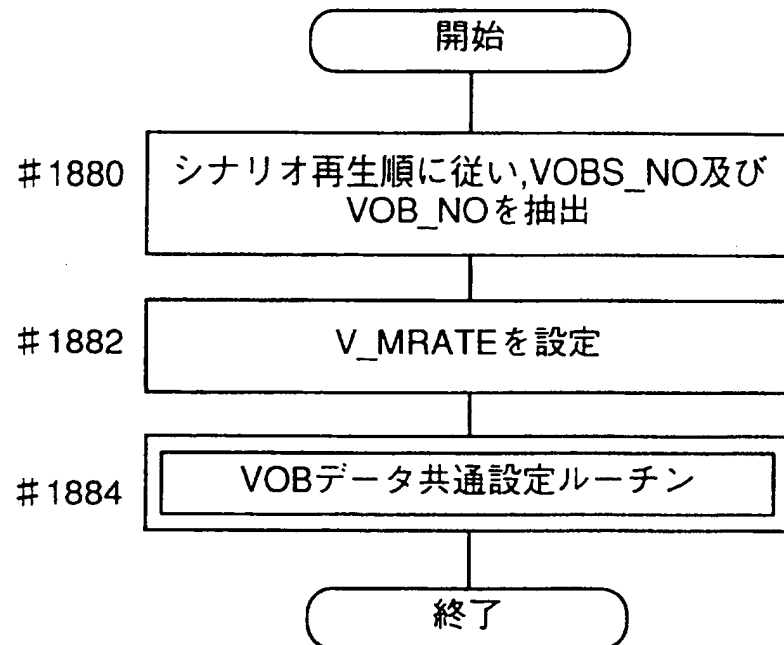 開始
#1880
シナリオ再生順に従い,VOBS_NO及び
VOB_NOを抽出
#1882
V_MRATEを設定
#1884
VOBデータ共通設定ルーチン
終了